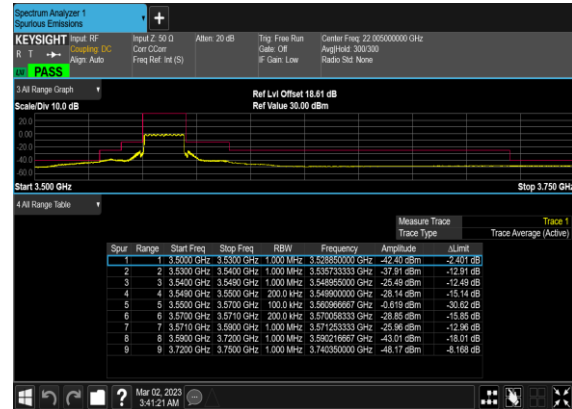 Spectrum Analyzer 1
Spurious Emissions
KEYSIGHT Input: RF Input Z: 50 Ω Atten: 20 dB Trig: Free Run Center Freq: 22.005000000 GHz
R T Coupling: DC Corr CCorr Gate: Off Avg|Hold: 300/300
Align: Auto Freq Ref: Int (S) IF Gain: Low Radio Std: None
LW PASS
3 All Range Graph
Ref Lvl Offset 18.61 dB
Scale/Div 10.0 dB Ref Value 30.00 dBm
20.0
0.00
-20.0
-40.0
-60.0
Start 3.500 GHz Stop 3.750 GHz
4 All Range Table
Measure Trace Trace 1
Trace Type Trace Average (Active)
Spur Range Start Freq Stop Freq RBW Frequency Amplitude ΔLimit
1 1 3.5000 GHz 3.5300 GHz 1.000 MHz 3.528850000 GHz -42.40 dBm -2.401 dB
2 2 3.5300 GHz 3.5400 GHz 1.000 MHz 3.535733333 GHz -37.91 dBm -12.91 dB
3 3 3.5400 GHz 3.5490 GHz 1.000 MHz 3.548955000 GHz -25.49 dBm -12.49 dB
4 4 3.5490 GHz 3.5500 GHz 200.0 kHz 3.549900000 GHz -28.14 dBm -15.14 dB
5 5 3.5500 GHz 3.5700 GHz 100.0 kHz 3.560966667 GHz -0.619 dBm -30.62 dB
6 6 3.5700 GHz 3.5710 GHz 200.0 kHz 3.570058333 GHz -28.85 dBm -15.85 dB
7 7 3.5710 GHz 3.5900 GHz 1.000 MHz 3.571253333 GHz -25.96 dBm -12.96 dB
8 8 3.5900 GHz 3.7200 GHz 1.000 MHz 3.590216667 GHz -43.01 dBm -18.01 dB
9 9 3.7200 GHz 3.7500 GHz 1.000 MHz 3.740350000 GHz -48.17 dBm -8.168 dB
? Mar 02, 2023
3:41:21 AM